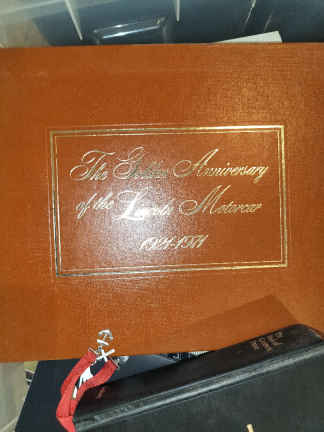 The Golden Anniversary
of the Lincoln Motorcar
1921-1971